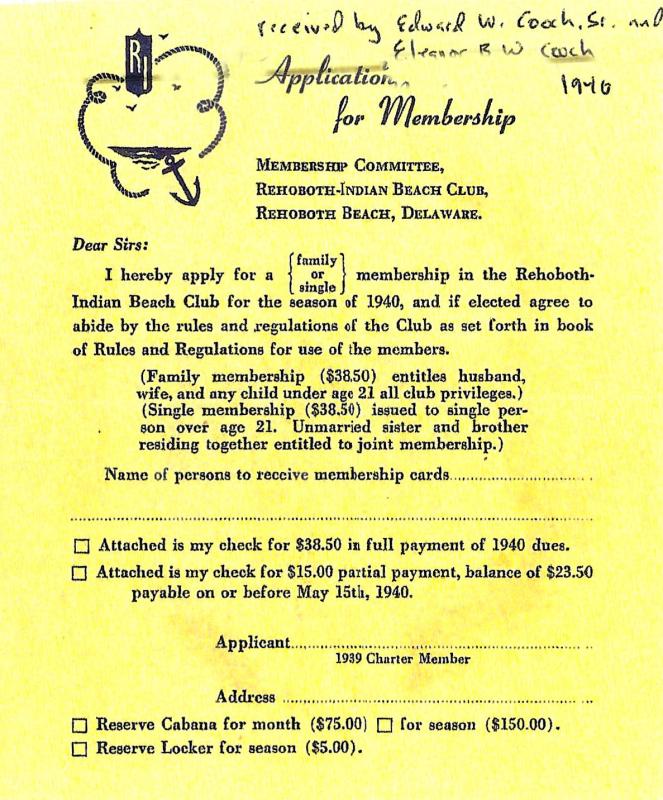 received by Edward W. Cooch, Sr. and
Eleanor B W Cooch
1940
RI
Application
for Membership
MEMBERSHIP COMMITTEE,
REHOBOTH-INDIAN BEACH CLUB,
REHOBOTH BEACH, DELAWARE.
Dear Sirs:
I hereby apply for a { family or single } membership in the Rehoboth-
Indian Beach Club for the season of 1940, and if elected agree to
abide by the rules and regulations of the Club as set forth in book
of Rules and Regulations for use of the members.
(Family membership ($38.50) entitles husband,
wife, and any child under age 21 all club privileges.)
(Single membership ($38.50) issued to single per-
son over age 21. Unmarried sister and brother
residing together entitled to joint membership.)
Name of persons to receive membership cards
Attached is my check for $38.50 in full payment of 1940 dues.
Attached is my check for $15.00 partial payment, balance of $23.50
payable on or before May 15th, 1940.
Applicant
1939 Charter Member
Address
Reserve Cabana for month ($75.00) for season ($150.00).
Reserve Locker for season ($5.00).